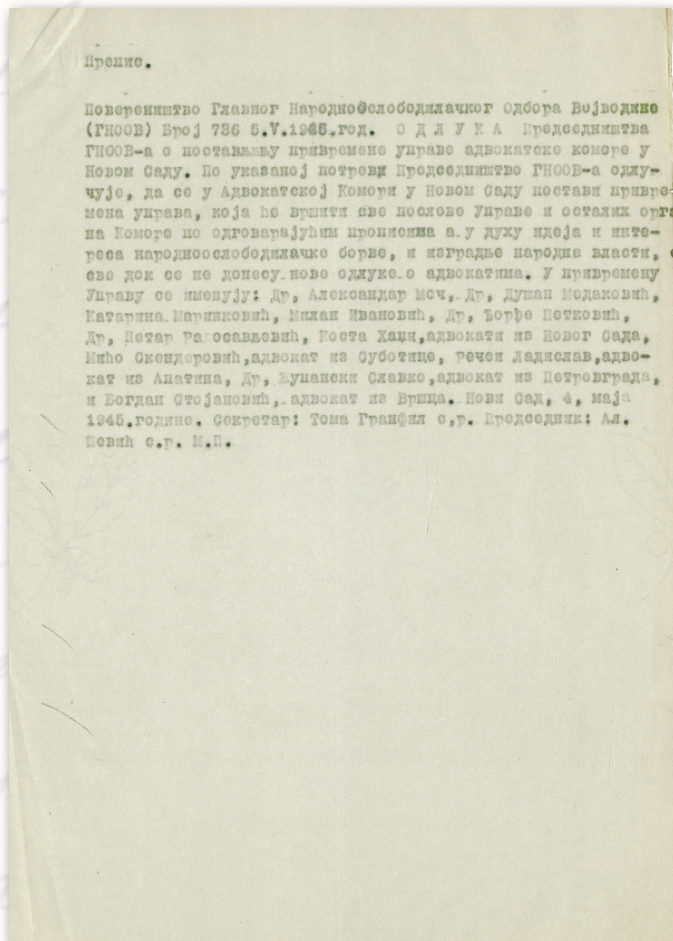 Препис.
Повереништво Главног Народноослободилачког Одбора Војводине
(ГНООВ) Број 736 5.V.1945.год. О Д Л У К А Председништва
ГНООВ-а о постављању привремене управе адвокатске коморе у
Новом Саду. По указаној потреби Председништво ГНООВ-а одлу-
чује, да се у Адвокатској Комори у Новом Саду постави привре-
мена управа, која ће вршити све послове Управе и осталих орга
на Коморе по одговарајућим прописима а у духу идеја и инте-
реса народноослободилачке борбе, и изградње народне власти,
све док се не донесу нове одлуке о адвокатима. У привремену
Управу се именују: Др, Александар Моч, Др, Душан Медаковић,
Катарина Маринковић, Милан Ивановић, Др, Ђорђе Петковић,
Др, Петар Радосављевић, Коста Хаџи,адвокати из Новог Сада,
Мићо Скендеровић,адвокат из Суботице, Речеи Ладислав,адво-
кат из Апатина, Др, Жупански Славко,адвокат из Петровграда,
и Богдан Стојановић, адвокат из Вршца. Нови Сад, 4, маја
1945.године. Секретар: Тома Гранфил с,р. Председник: Ал.
Шевић с.р. М.П.